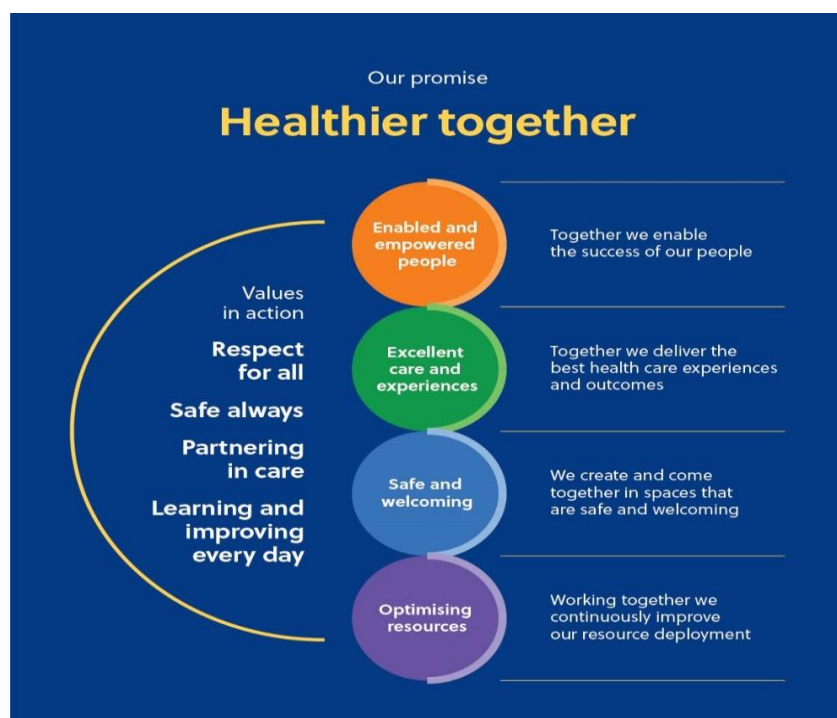 Our promise
Healthier together
Values
in action
Respect
for all
Safe always
Partnering
in care
Learning and
improving
every day
Enabled and
empowered
people
Together we enable
the success of our people
Excellent
care and
experiences
Together we deliver the
best health care experiences
and outcomes
Safe and
welcoming
We create and come
together in spaces that
are safe and welcoming
Optimising
resources
Working together we
continuously improve
our resource deployment